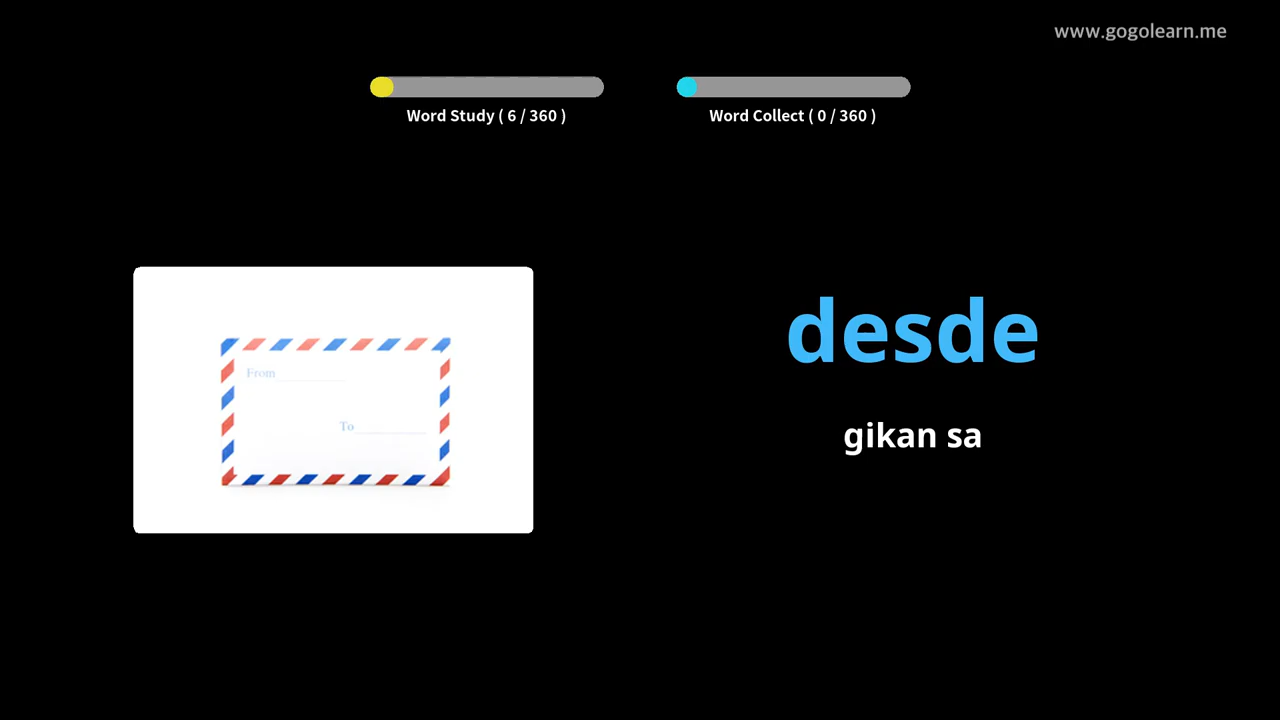 www.gogolearn.me
Word Study ( 6 / 360 )
Word Collect ( 0 / 360 )
From
To
desde
gikan sa